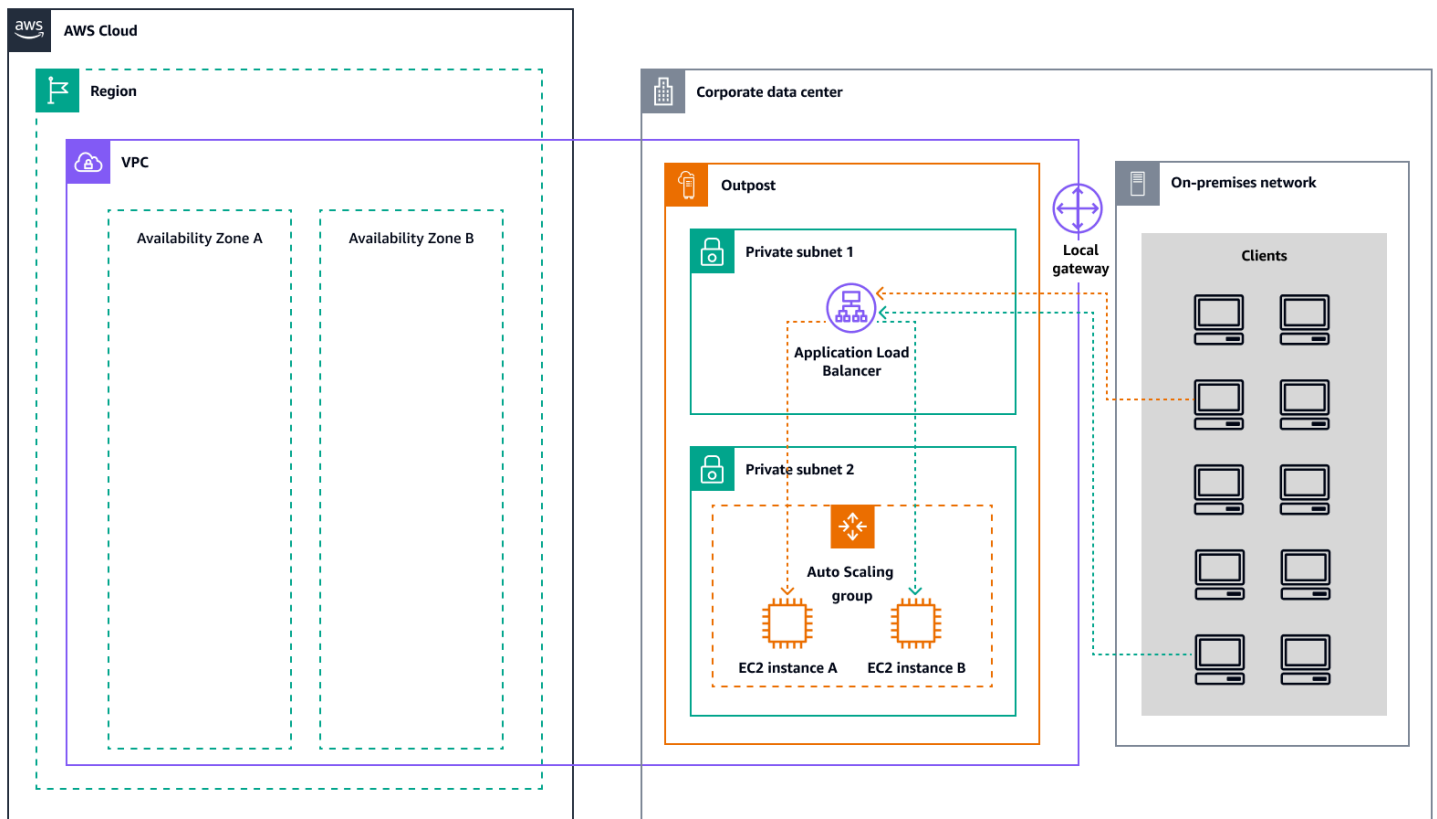 aws
AWS Cloud
Region
VPC
Availability Zone A
Availability Zone B
Corporate data center
Outpost
Private subnet 1
Application Load
Balancer
Private subnet 2
Auto Scaling
group
EC2 instance A
EC2 instance B
Local
gateway
On-premises network
Clients